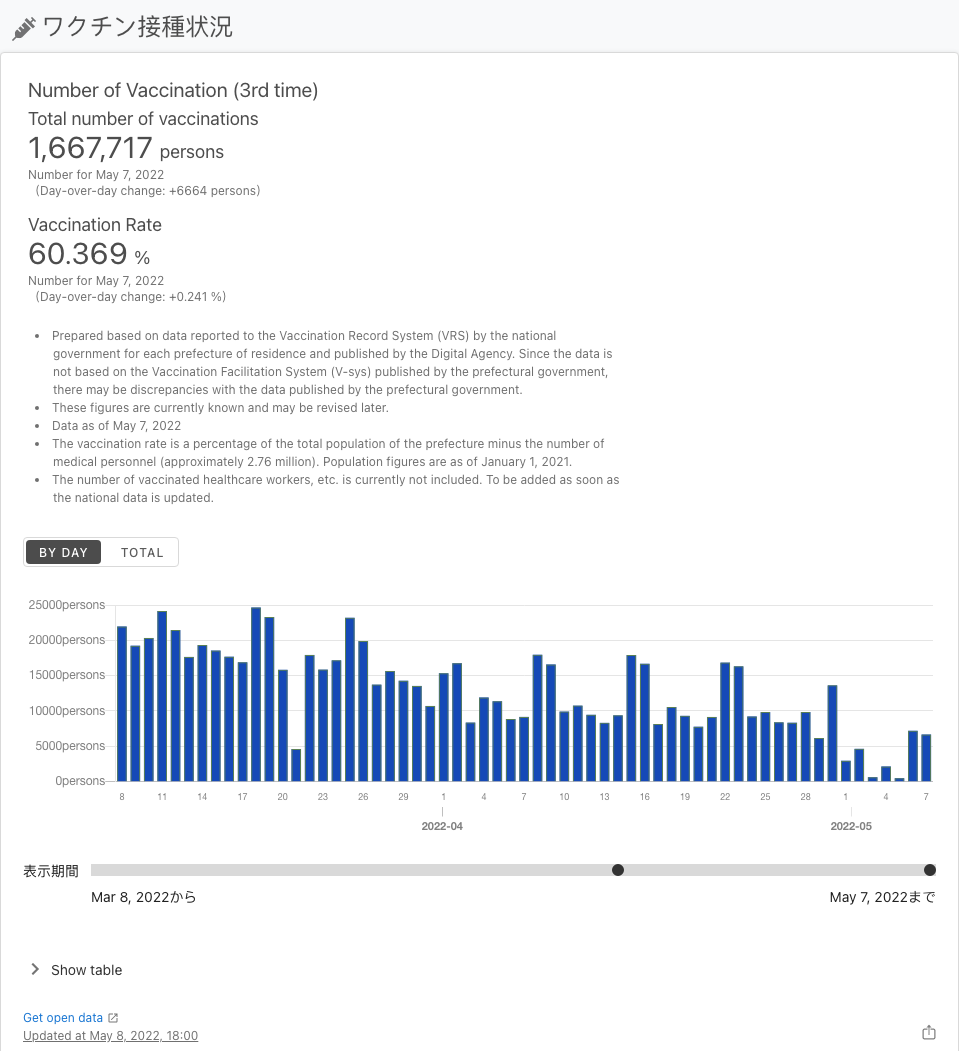 ワクチン接種状況
Number of Vaccination (3rd time)
Total number of vaccinations
1,667,717 persons
Number for May 7, 2022
(Day-over-day change: +6664 persons)
Vaccination Rate
60.369 %
Number for May 7, 2022
(Day-over-day change: +0.241 %)
• Prepared based on data reported to the Vaccination Record System (VRS) by the national
government for each prefecture of residence and published by the Digital Agency. Since the data is
not based on the Vaccination Facilitation System (V-sys) published by the prefectural government,
there may be discrepancies with the data published by the prefectural government.
• These figures are currently known and may be revised later.
• Data as of May 7, 2022
• The vaccination rate is a percentage of the total population of the prefecture minus the number of
medical personnel (approximately 2.76 million). Population figures are as of January 1, 2021.
• The number of vaccinated healthcare workers, etc. is currently not included. To be added as soon as
the national data is updated.
BY DAY TOTAL
25000persons
20000persons
15000persons
10000persons
5000persons
0persons
8 11 14 17 20 23 26 29 1 4 7 10 13 16 19 22 25 28 1 4 7
2022-04 2022-05
表示期間
Mar 8, 2022から May 7, 2022まで
Show table
Get open data
Updated at May 8, 2022, 18:00